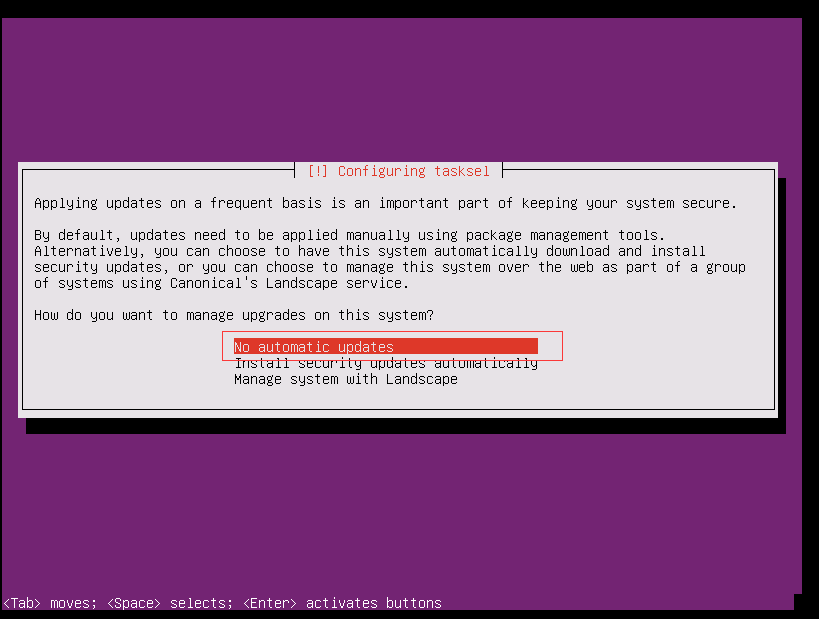 [!] Configuring tasksel
Applying updates on a frequent basis is an important part of keeping your system secure.
By default, updates need to be applied manually using package management tools.
Alternatively, you can choose to have this system automatically download and install
security updates, or you can choose to manage this system over the web as part of a group
of systems using Canonical's Landscape service.
How do you want to manage upgrades on this system?
No automatic updates
Install security updates automatically
Manage system with Landscape
<Tab> moves; <Space> selects; <Enter> activates buttons